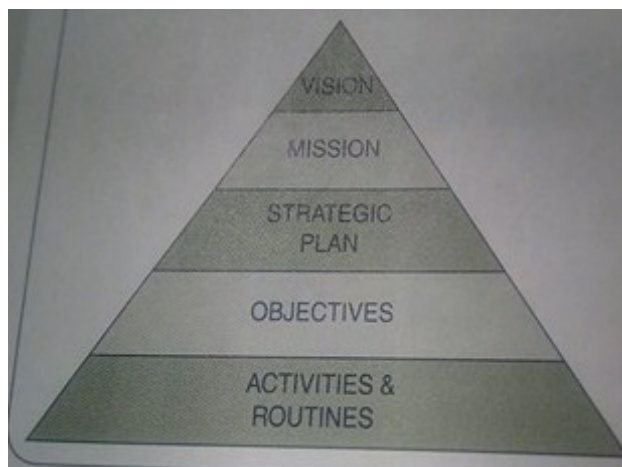 VISION
MISSION
STRATEGIC
PLAN
OBJECTIVES
ACTIVITIES &
ROUTINES